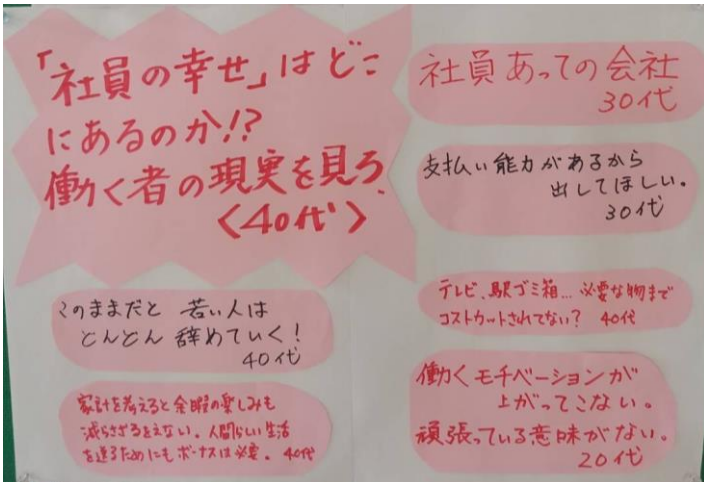 「社員の幸せ」はどこ
にあるのか!?
働く者の現実を見ろ
<40代>
このままだと 若い人は
どんどん 辞めていく!
40代
家計を考えると余暇の楽しみも
減らさざるをえない。人間らしい生活
を送るためにもボーナスは必要。 40代
社員あっての会社
30代
支払い能力があるから
出してほしい。
30代
テレビ、駅ゴミ箱... 必要な物まで
コストカットされてない? 40代
働くモチベーションが
上がってこない。
頑張っている意味がない。
20代